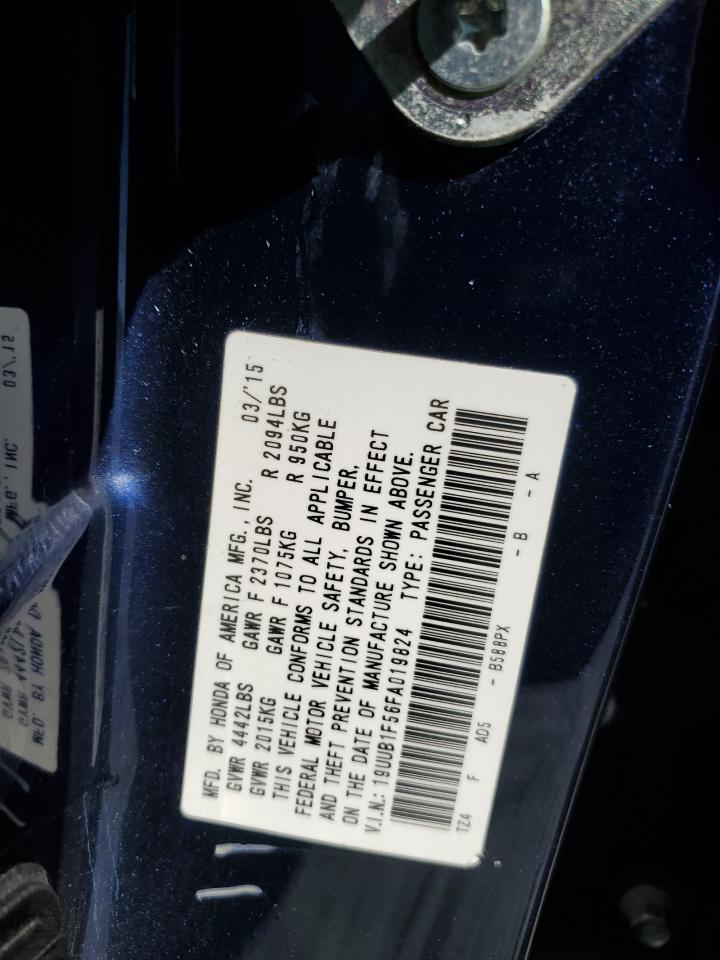 MFD. BY HONDA OF AMERICA MFG., INC. 03/'15
GVWR 4442LBS GAWR F 2370LBS R 2094LBS
GVWR 2015KG GAWR F 1075KG R 950KG
THIS VEHICLE CONFORMS TO ALL APPLICABLE
FEDERAL MOTOR VEHICLE SAFETY, BUMPER,
AND THEFT PREVENTION STANDARDS IN EFFECT
ON THE DATE OF MANUFACTURE SHOWN ABOVE.
V.I.N.: 19UUB1F56FA019824 TYPE: PASSENGER CAR
TZ4 F AD5 - B588PX - B - A